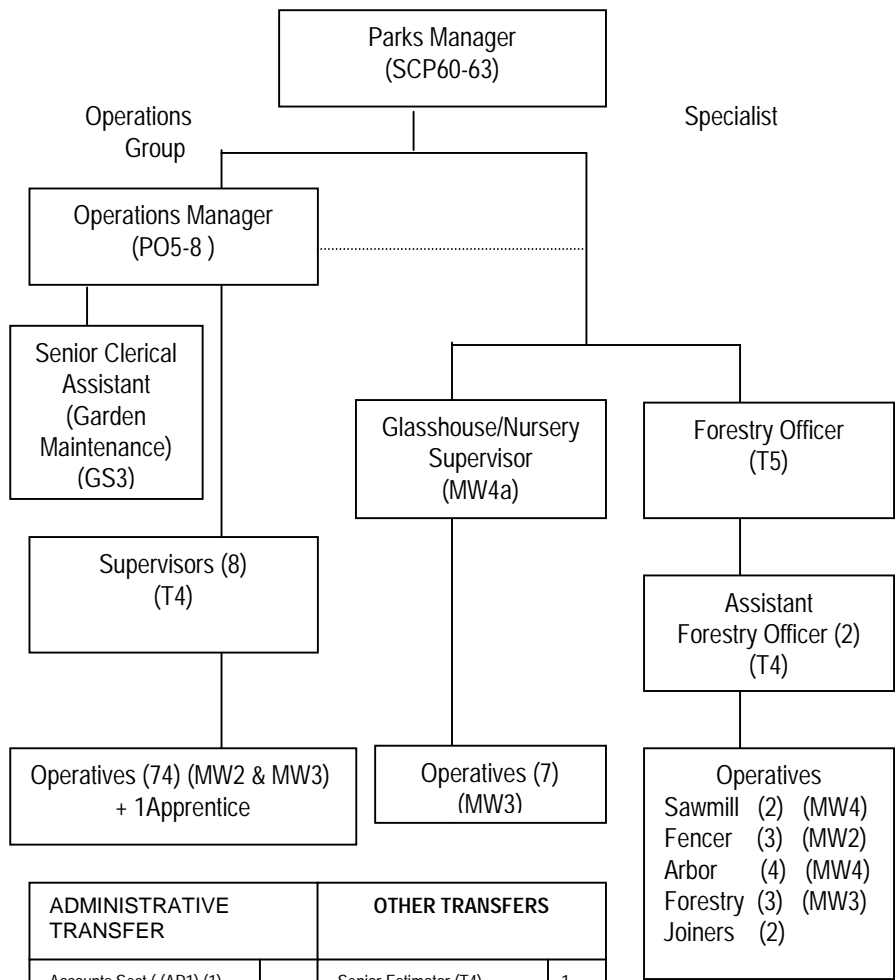 Parks Manager
(SCP60-63)
Operations
Group
Specialist
Operations Manager
(PO5-8 )
Senior Clerical
Assistant
(Garden
Maintenance)
(GS3)
Glasshouse/Nursery
Supervisor
(MW4a)
Forestry Officer
(T5)
Supervisors (8)
(T4)
Assistant
Forestry Officer (2)
(T4)
Operatives (74) (MW2 & MW3)
+ 1Apprentice
Operatives (7)
(MW3)
Operatives
Sawmill (2) (MW4)
Fencer (3) (MW2)
Arbor (4) (MW4)
Forestry (3) (MW3)
Joiners (2)
ADMINISTRATIVE
TRANSFER
OTHER TRANSFERS
Senior Estimator (T4) 1